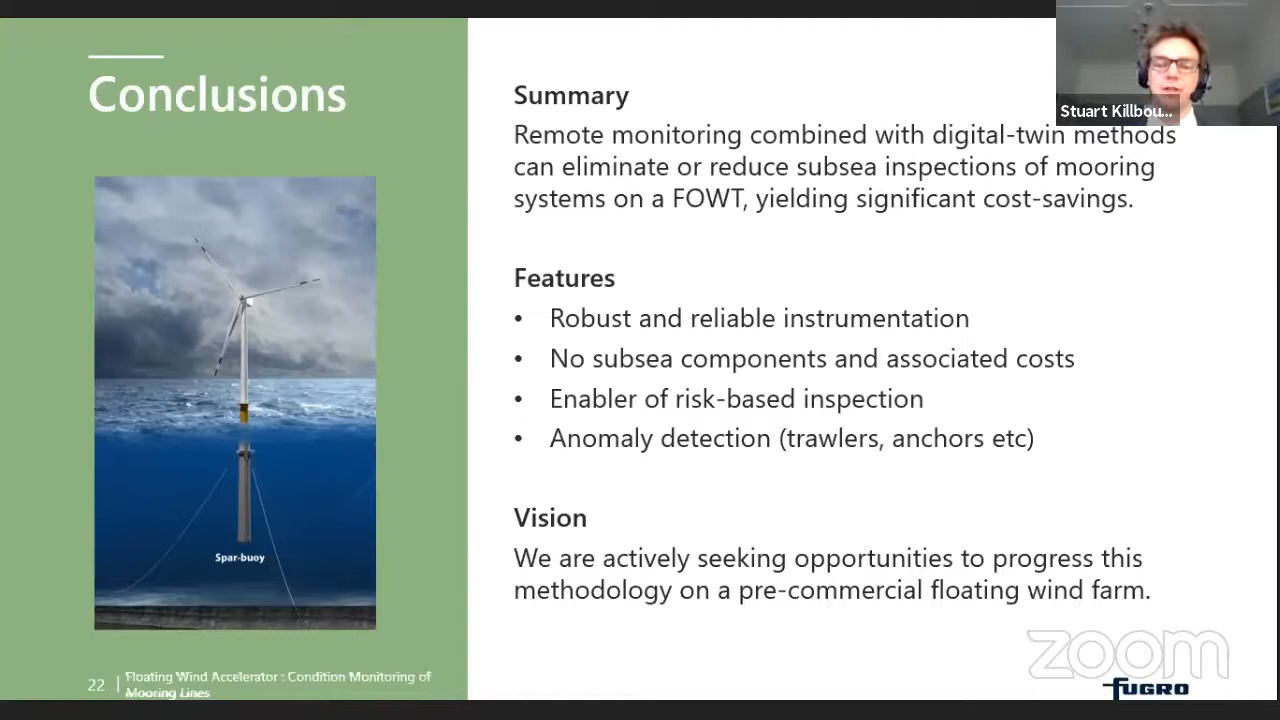 Conclusions
Summary
Remote monitoring combined with digital-twin methods
can eliminate or reduce subsea inspections of mooring
systems on a FOWT, yielding significant cost-savings.
Features
• Robust and reliable instrumentation
• No subsea components and associated costs
• Enabler of risk-based inspection
• Anomaly detection (trawlers, anchors etc)
Vision
We are actively seeking opportunities to progress this
methodology on a pre-commercial floating wind farm.
Spar-buoy
22 | Floating Wind Accelerator : Condition Monitoring of
Mooring Lines
Stuart Killbou...
zoom
fugro